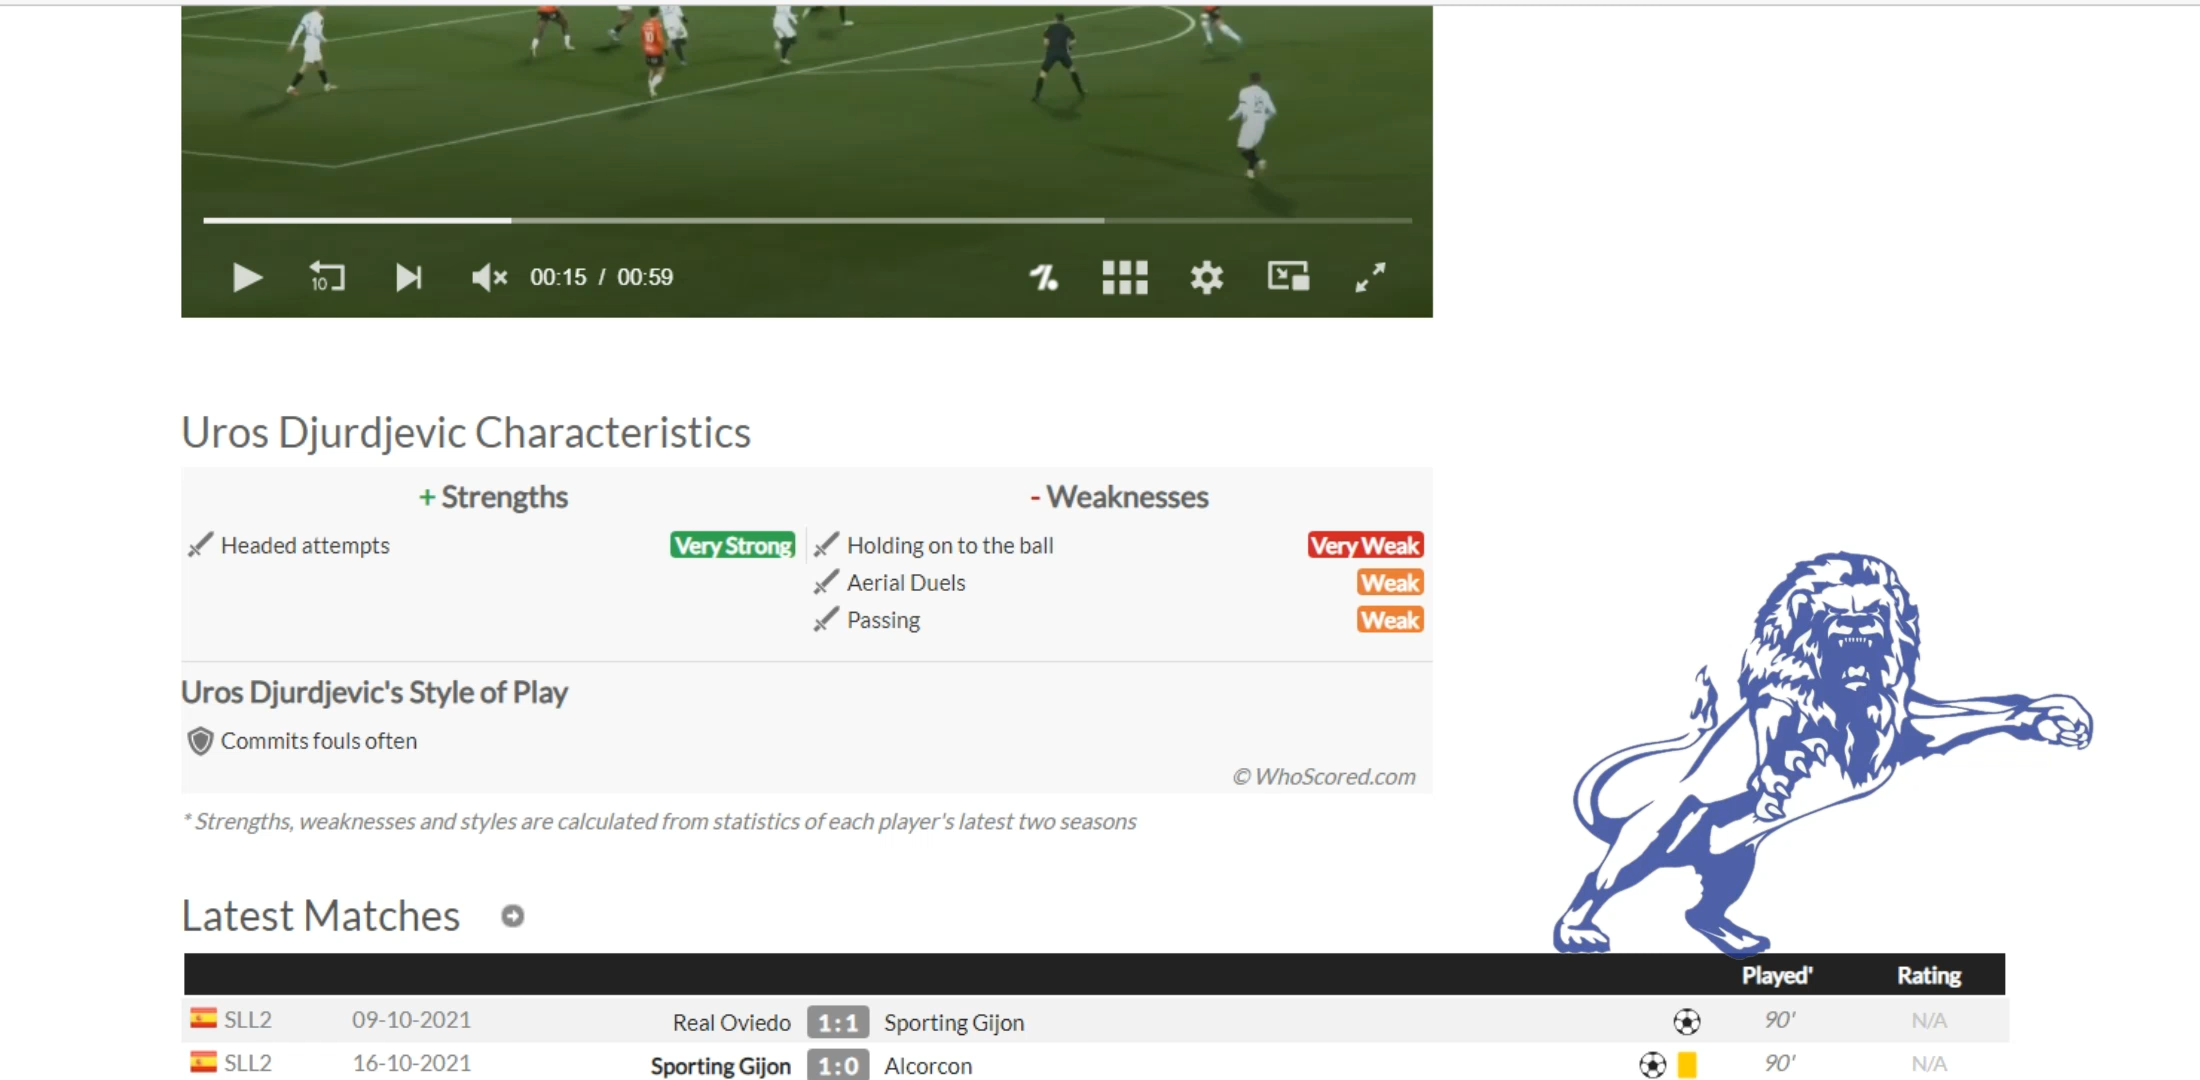 10
10
00:15 / 00:59
Uros Djurdjevic Characteristics
+ Strengths
- Weaknesses
Headed attempts Very Strong
Holding on to the ball Very Weak
Aerial Duels Weak
Passing Weak
Uros Djurdjevic's Style of Play
Commits fouls often
© WhoScored.com
* Strengths, weaknesses and styles are calculated from statistics of each player's latest two seasons
Latest Matches
Played' Rating
SLL2 09-10-2021 Real Oviedo 1:1 Sporting Gijon 90' N/A
SLL2 16-10-2021 Sporting Gijon 1:0 Alcorcon 90' N/A